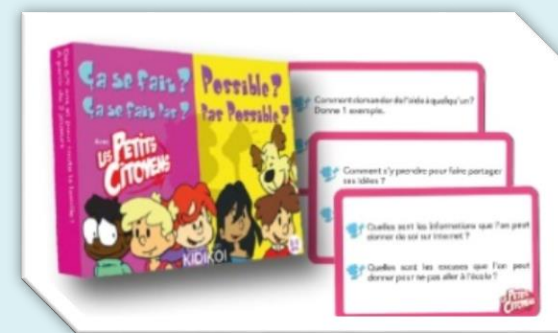 Ça se fait ?
Ça se fait Pas ?
Possible ?
Pas Possible ?
Avec
LES PETITS
CITOYENS
KIDIKOI
Comment demander de l'aide à quelqu'un ?
Donne 1 exemple.
Comment s'y prendre pour faire partager
ses idées ?
Quelles sont les informations que l'on peut
donner de soi sur internet ?
Quelles sont les excuses que l'on peut
donner pour ne pas aller à l'école ?